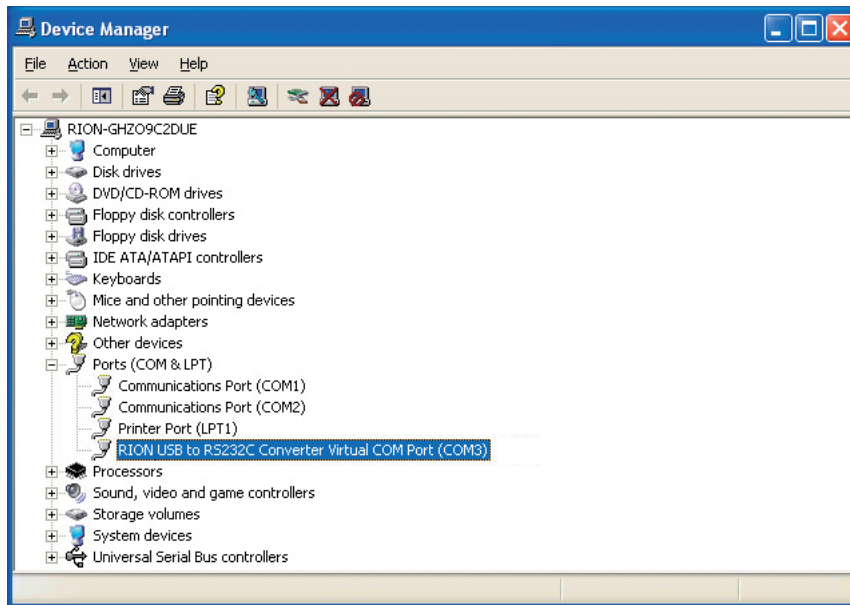 Device Manager
File Action View Help
RION-GHZO9C2DUE
Computer
Disk drives
DVD/CD-ROM drives
Floppy disk controllers
Floppy disk drives
IDE ATA/ATAPI controllers
Keyboards
Mice and other pointing devices
Network adapters
Other devices
Ports (COM & LPT)
Communications Port (COM1)
Communications Port (COM2)
Printer Port (LPT1)
RION USB to RS232C Converter Virtual COM Port (COM3)
Processors
Sound, video and game controllers
Storage volumes
System devices
Universal Serial Bus controllers